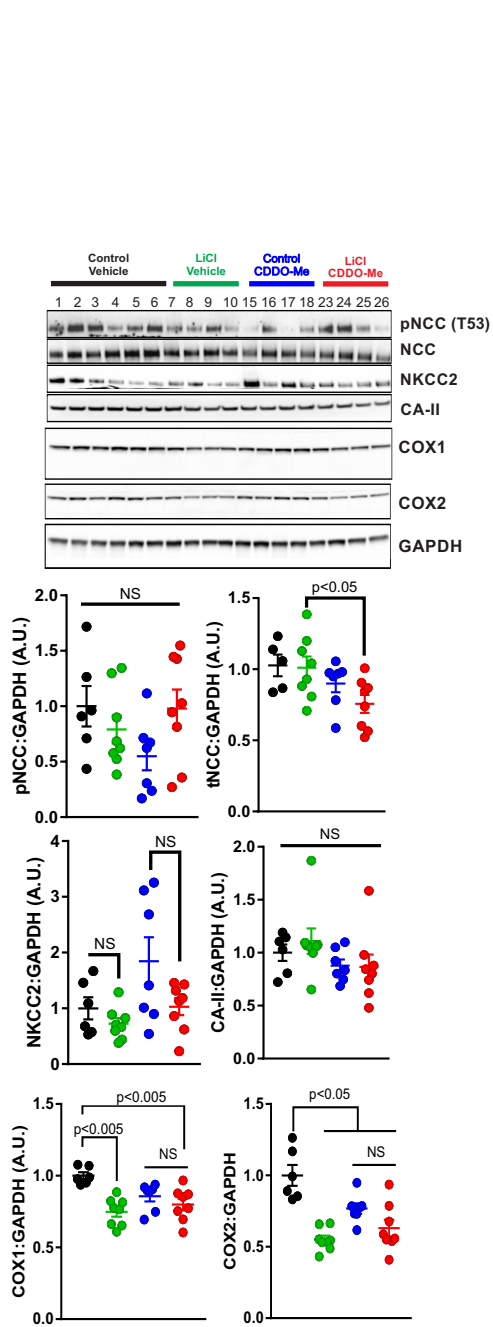 Control Vehicle
LiCl Vehicle
Control CDDO-Me
LiCl CDDO-Me
1 2 3 4 5 6 7 8 9 10 15 16 17 18 23 24 25 26
pNCC (T53)
NCC
NKCC2
CA-II
COX1
COX2
GAPDH
pNCC:GAPDH (A.U.)
2.0
1.5
1.0
0.5
0.0
NS
tNCC:GAPDH (A.U.)
1.5
1.0
0.5
0.0
p<0.05
NKCC2:GAPDH (A.U.)
4
3
2
1
0
NS
NS
CA-II:GAPDH (A.U.)
2.0
1.5
1.0
0.5
0.0
NS
COX1:GAPDH (A.U.)
1.5
1.0
0.5
0.0
p<0.005
p<0.005
NS
COX2:GAPDH
1.5
1.0
0.5
0.0
p<0.05
NS